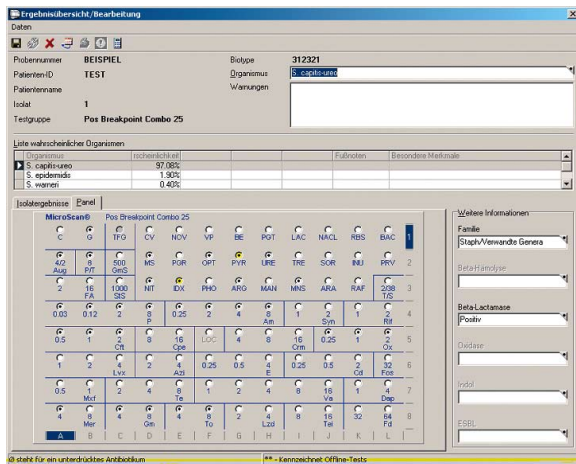 Ergebnisübersicht/Bearbeitung
Daten
Probennummer BEISPIEL Biotype 312321
Patienten-ID TEST Organismus S. capitis-ureo
Patientenname Warnungen
Isolat 1
Testgruppe Pos Breakpoint Combo 25
Liste wahrscheinlicher Organismen
Organismus rscheinlichkeit Fußnoten Besondere Merkmale
S. capitis-ureo 97.08%
S. epidermidis 1.90%
S. warneri 0.40%
Isolatergebnisse Panel
Weitere Informationen
MicroScan® Pos Breakpoint Combo 25
Familie
Staph/Verwandte Genera
Beta-Hämolyse
Beta-Lactamase
Positiv
Oxidase
Indol
ESBL
C G TFG CV NOV VP BE PGT LAC NACL RBS BAC 1
4/2 8 500 MS PGR OPT PYR URE TRE SOR INU PRV 2
Aug P/T GmS
2 16 1000 NIT IDX PHO ARG MAN MNS ARA RAF 2/38 3
FA StS T/S
0.03 0.12 2 8 0.25 2 4 8 1 2 1 2 4
P Am Syn Rif
0.5 1 2 8 16 LOC 4 8 16 0.25 1 2 5
Cft Cpe Crm Ox
1 2 4 2 4 0.25 0.5 4 0.25 0.5 2 32 6
Lvx Azi E Cd Fos
0.5 1 2 4 8 1 2 4 8 16 1 4 7
Mxf Te Va Dap
4 8 4 8 4 8 2 4 8 16 32 64 8
Mer Gm To Lzd Tei Fd
A B C D E F G H I J K L
Ø steht für ein unterdrücktes Antibiotikum ** - Kennzeichnet Offline-Tests